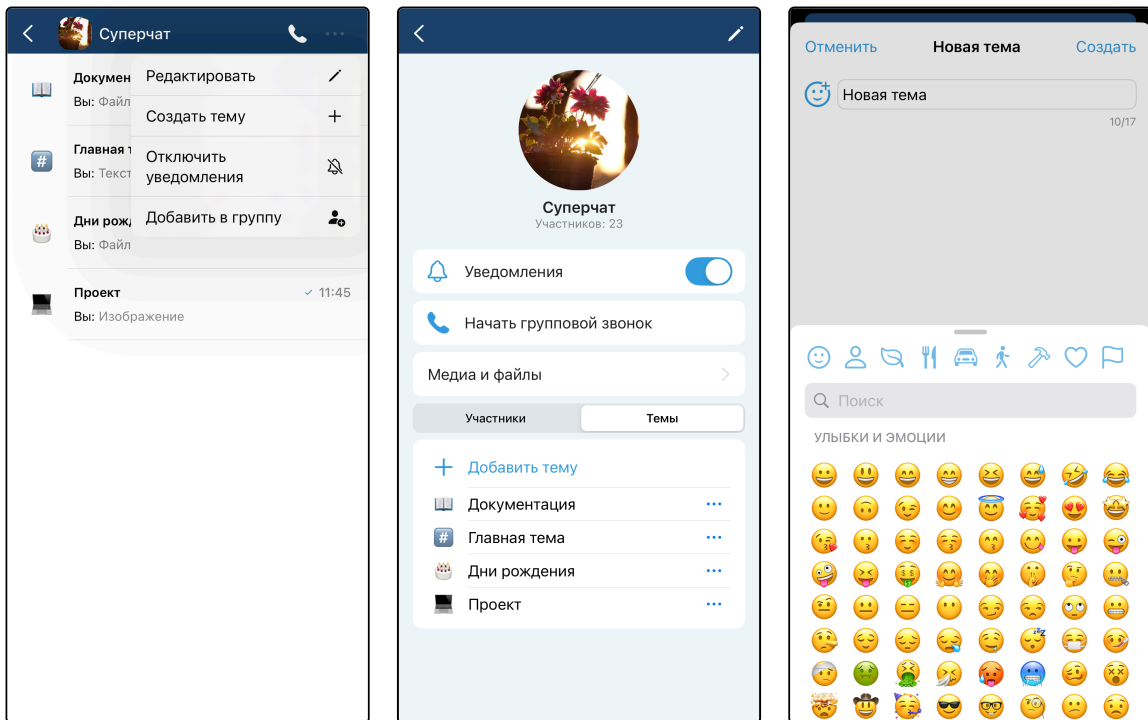 Суперчат
Докумен
Вы: Файл
Главная т
Вы: Текст
Дни рожд
Вы: Файл
Проект
11:45
Вы: Изображение
Редактировать
Создать тему
Отключить
уведомления
Добавить в группу
Суперчат
Участников: 23
Уведомления
Начать групповой звонок
Медиа и файлы
Участники
Темы
Добавить тему
Документация
Главная тема
Дни рождения
Проект
Отменить
Новая тема
Создать
Новая тема
10/17
Поиск
УЛЫБКИ И ЭМОЦИИ